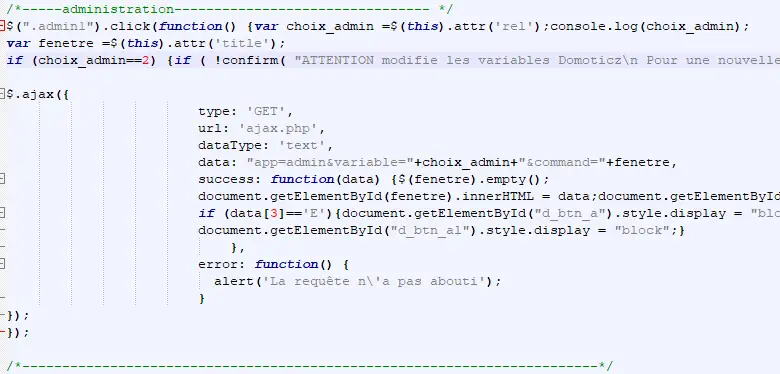 /*-----administration-------------------------------- */
$(".admin1").click(function() {var choix_admin =$(this).attr('rel');console.log(choix_admin);
var fenetre =$(this).attr('title');
if (choix_admin==2) {if ( !confirm( "ATTENTION modifie les variables Domoticz\n Pour une nouvelle
$.ajax({
type: 'GET',
url: 'ajax.php',
dataType: 'text',
data: "app=admin&variable="+choix_admin+"&command="+fenetre,
success: function(data) {$(fenetre).empty();
document.getElementById(fenetre).innerHTML = data;document.getElementById
if (data[3]=='E'){document.getElementById("d_btn_a").style.display = "blo
document.getElementById("d_btn_al").style.display = "block";}
},
error: function() {
alert('La requête n\'a pas abouti');
}
});
});
/*------------------------------------------------------------------------*/